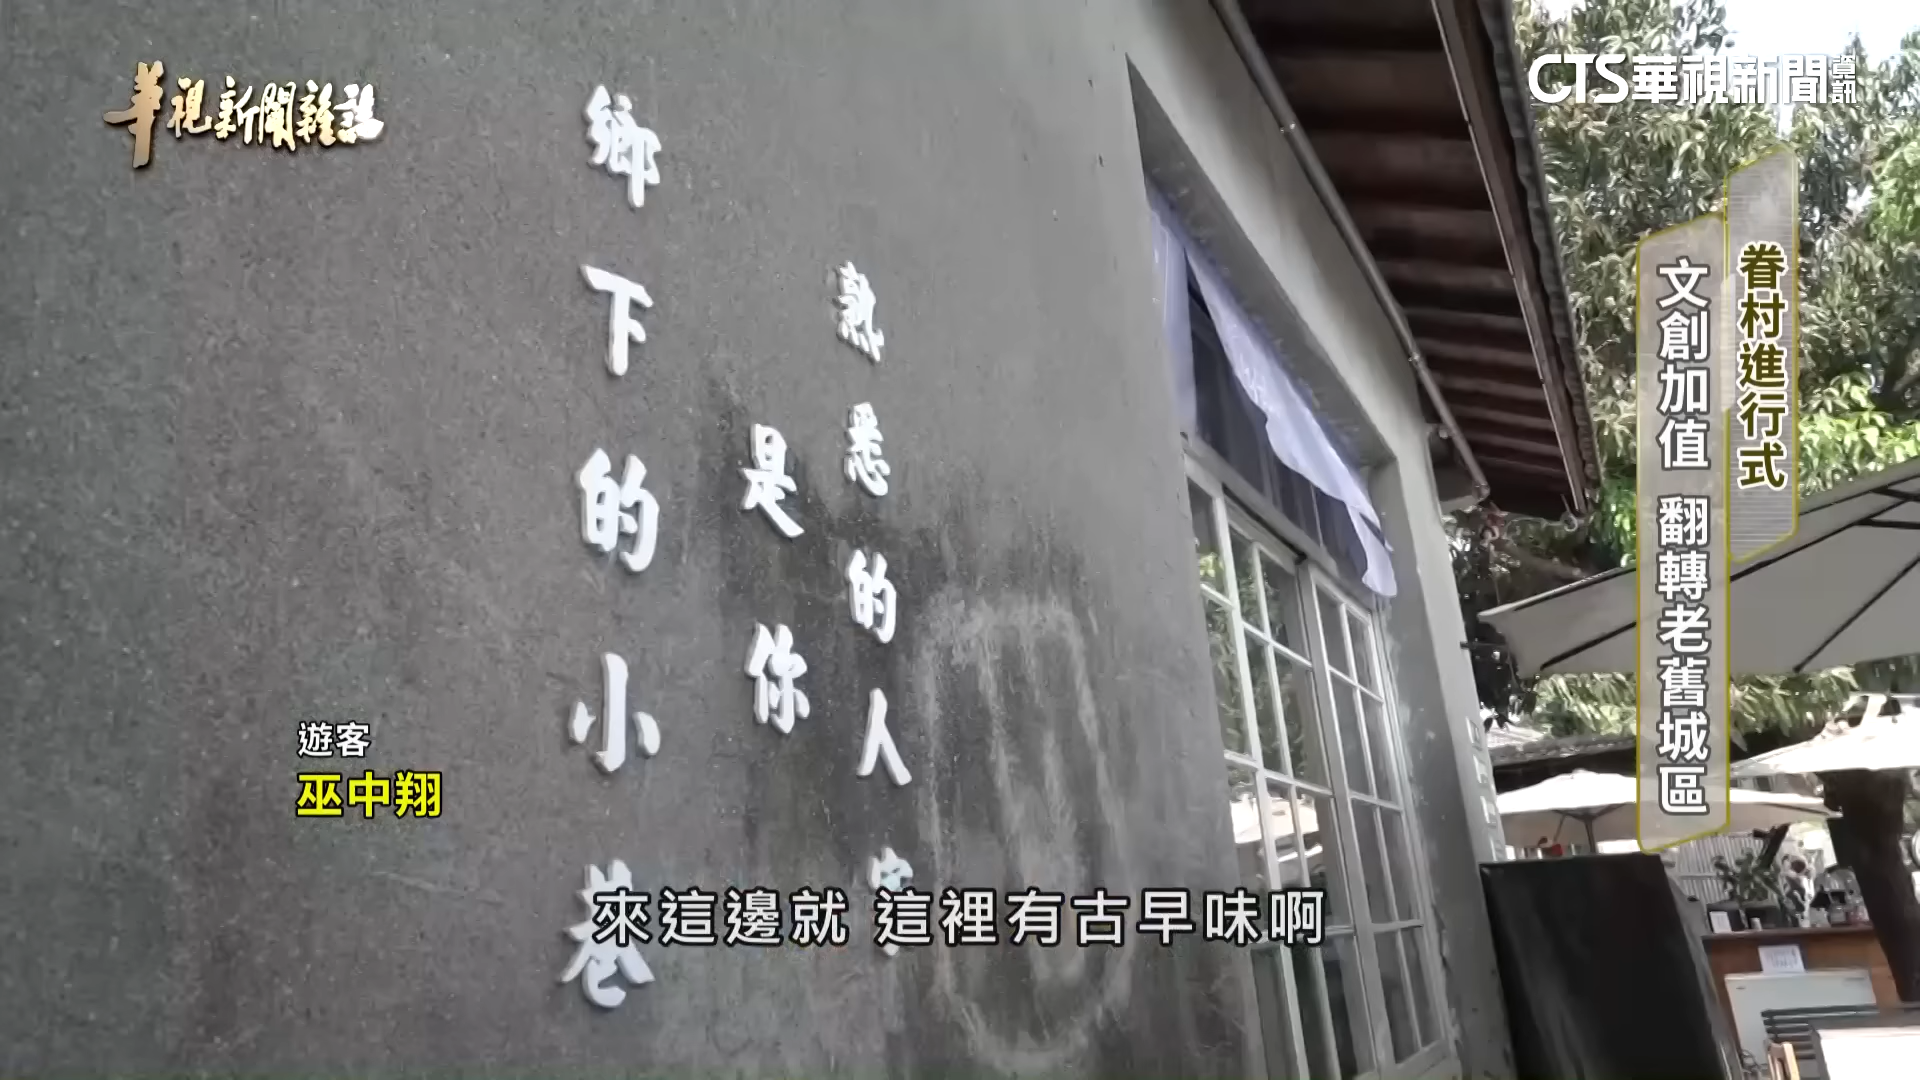 華視新聞雜誌
CTS華視新聞資訊
眷村進行式
文創加值 翻轉老舊城區
鄉下的小巷
是你
熟悉的人家
遊客
巫中翔
來這邊就 這裡有古早味啊